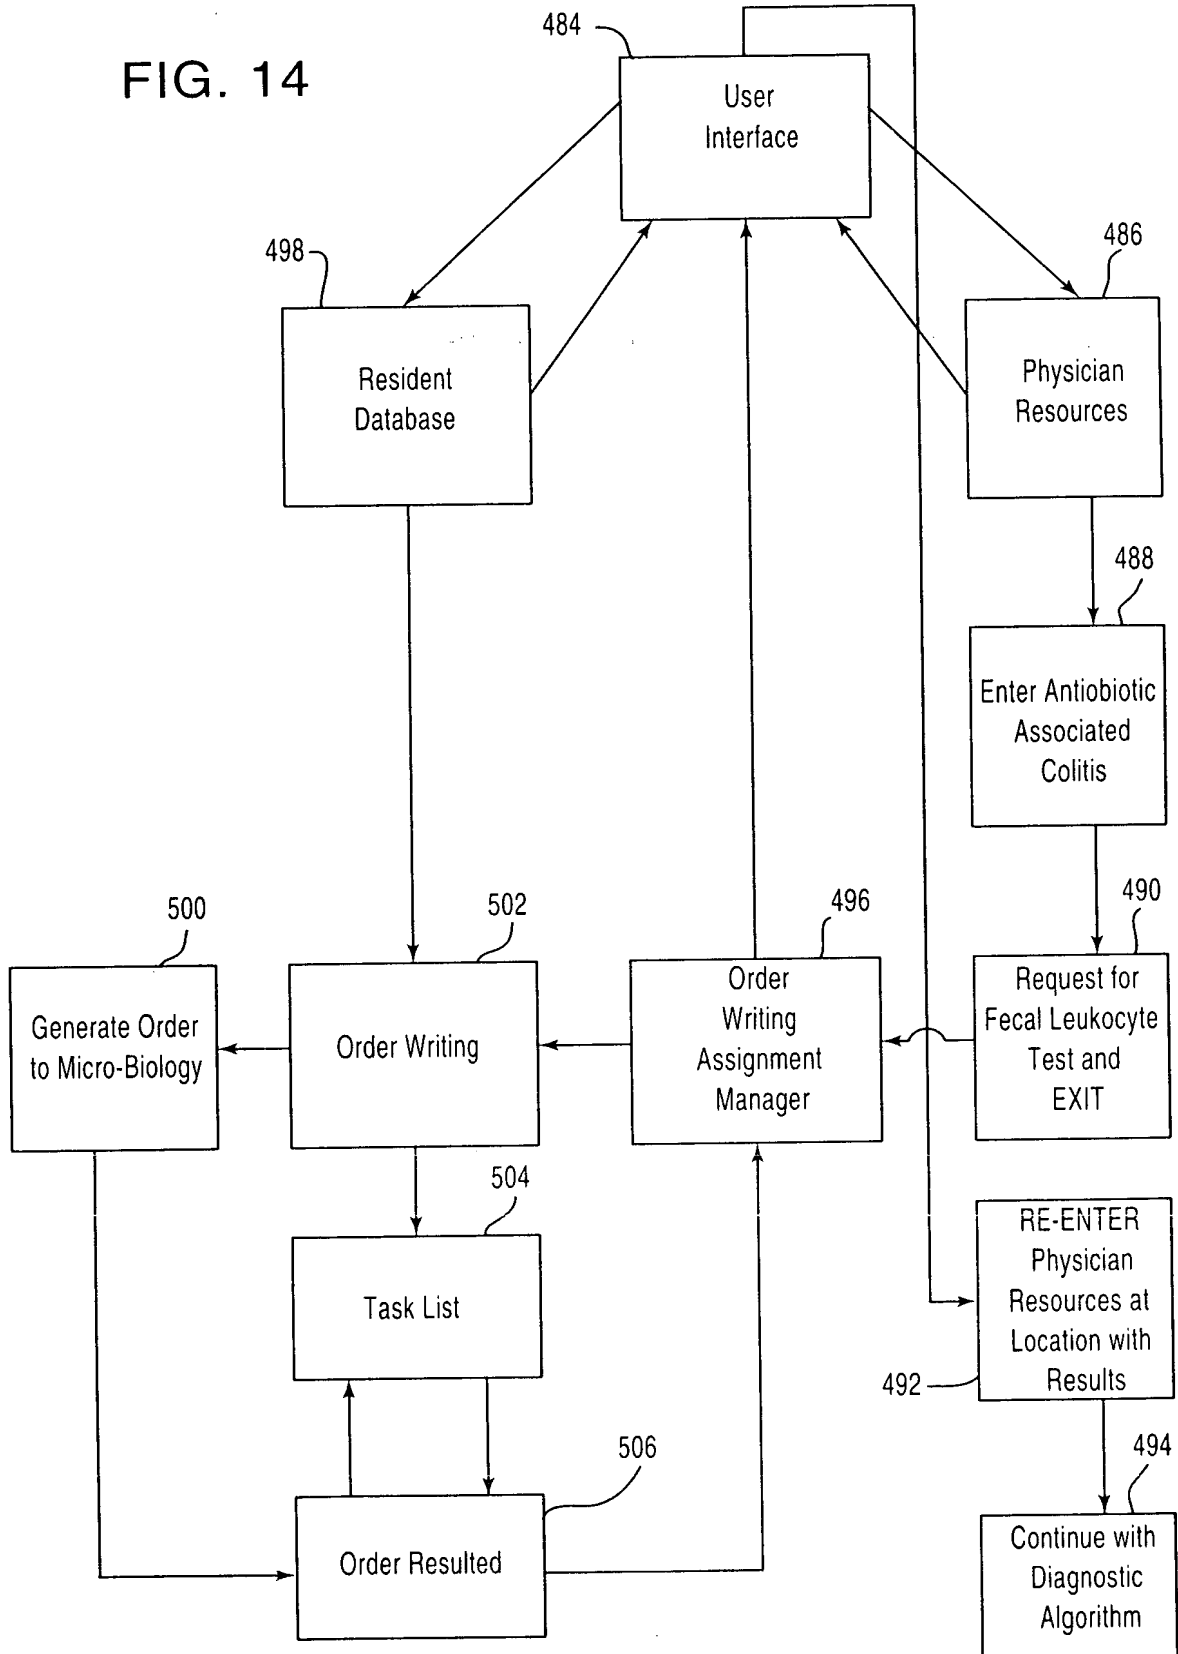 FIG. 14
484
User
Interface
498
Resident
Database
486
Physician
Resources
488
Enter Antiobiotic
Associated
Colitis
500
Generate Order
to Micro-Biology
502
Order Writing
496
Order
Writing
Assignment
Manager
490
Request for
Fecal Leukocyte
Test and
EXIT
504
Task List
492
RE-ENTER
Physician
Resources at
Location with
Results
506
Order Resulted
494
Continue with
Diagnostic
Algorithm